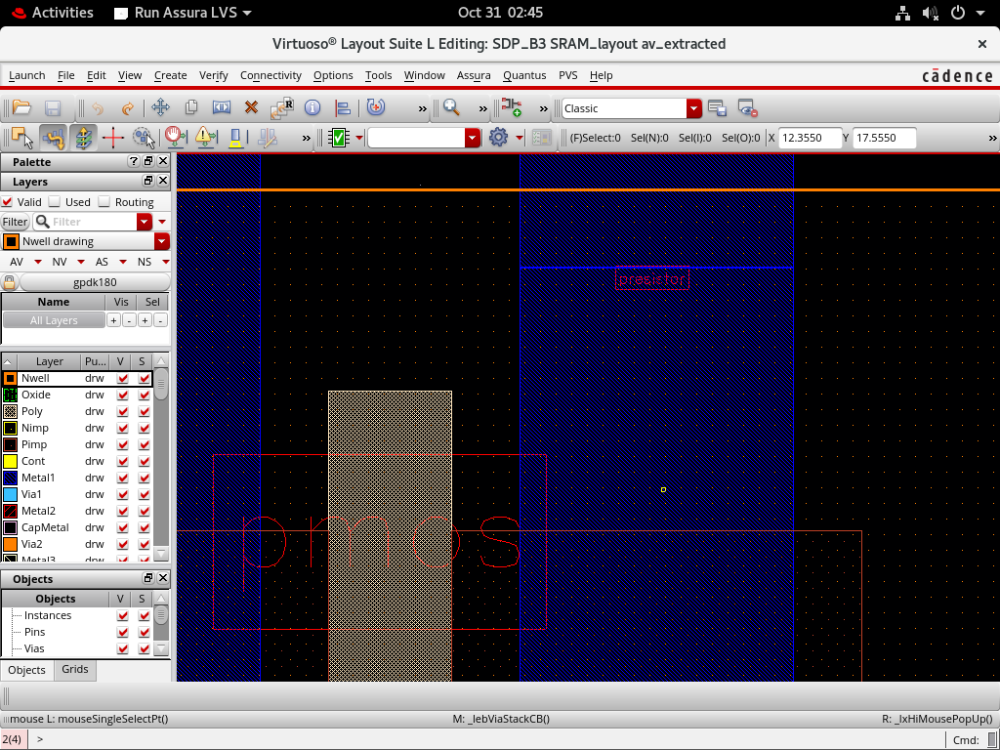 Activities Run Assura LVS Oct 31 02:45
Virtuoso® Layout Suite L Editing: SDP_B3 SRAM_layout av_extracted ×
Launch File Edit View Create Verify Connectivity Options Tools Window Assura Quantus PVS Help cādence
» » » Classic
» (F)Select:0 Sel(N):0 Sel(I):0 Sel(O):0 X 12.3550 Y 17.5550 »
Palette ?
Layers
Valid Used Routing
Filter Filter
Nwell drawing
AV NV AS NS
gpdk180
Name Vis Sel
All Layers + - + -
Layer Pu... V S
Nwell drw
Oxide drw
Poly drw
Nimp drw
Pimp drw
Cont drw
Metal1 drw
Via1 drw
Metal2 drw
CapMetal drw
Via2 drw
Metal3 drw
Objects
Objects V S
Instances
Pins
Vias
Objects Grids
presistor
mouse L: mouseSingleSelectPt() M: _lebViaStackCB() R: _lxHiMousePopUp()
2(4) > Cmd: